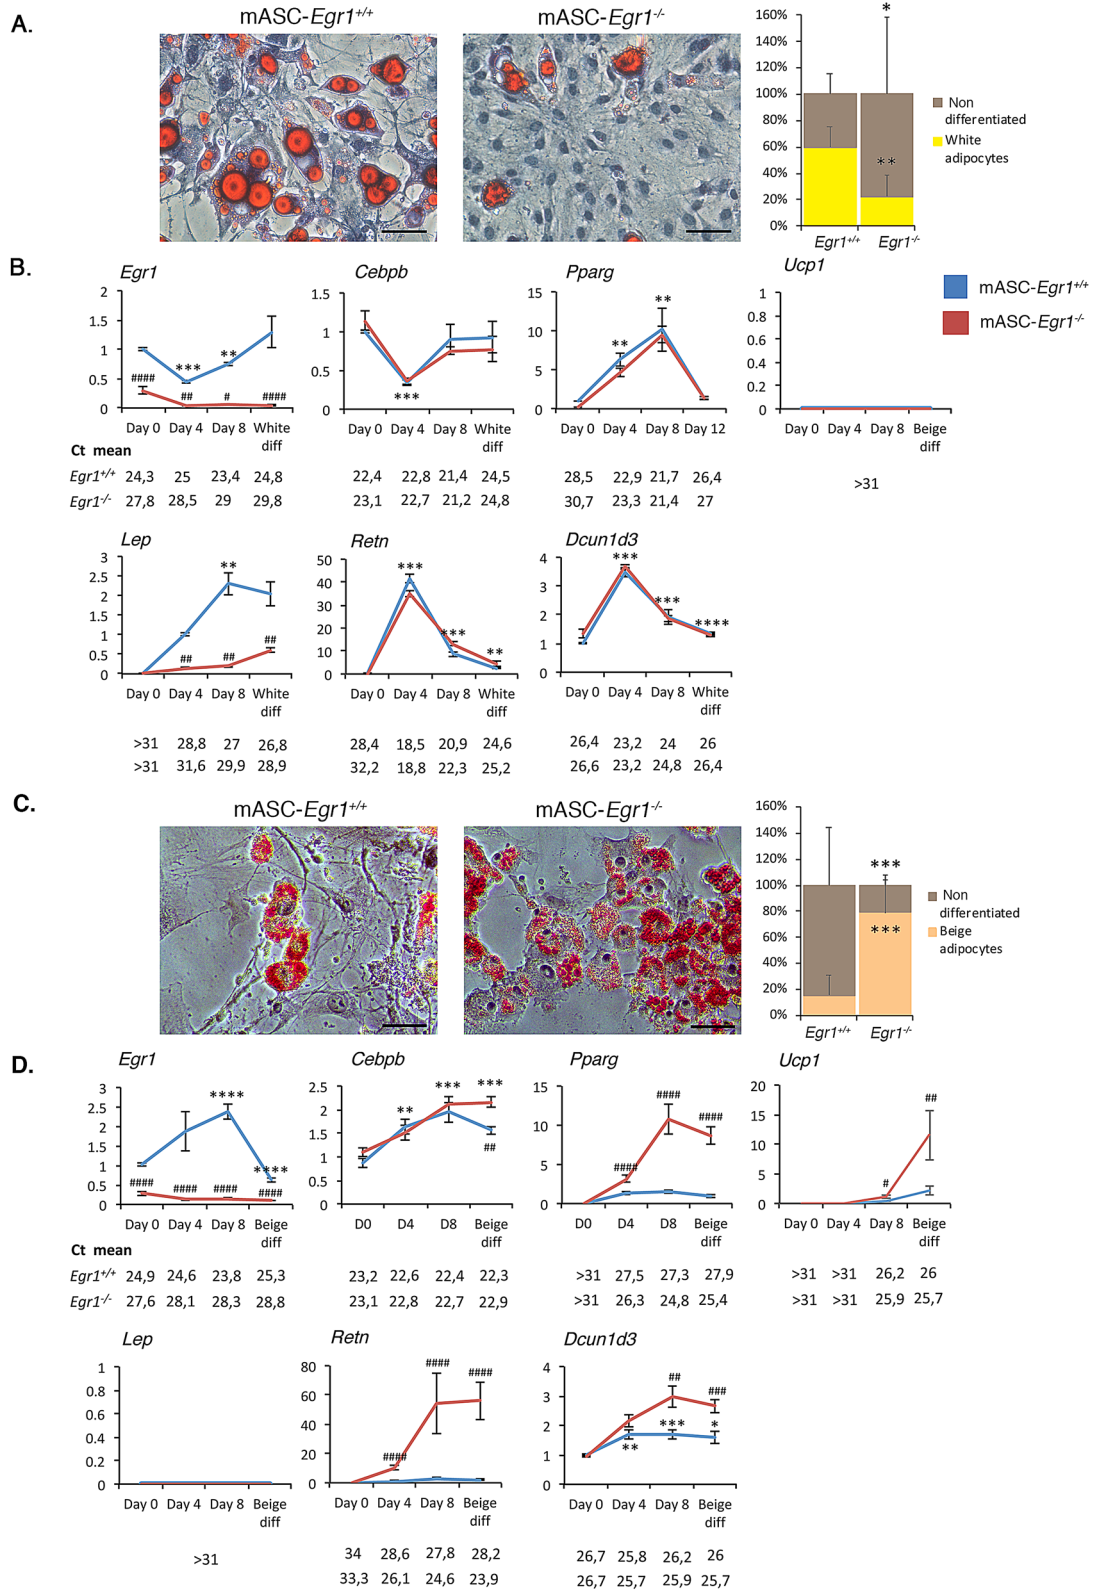 A.
mASC-Egr1+/+
mASC-Egr1-/-
160%
140%
120%
100%
80%
60%
40%
20%
0%
*
**
Egr1+/+ Egr1-/-
Non
differentiated
White
adipocytes
B.
Egr1
2
1.5
1
0.5
0
*** **
#### ## # ####
Day 0 Day 4 Day 8 White
diff
Cebpb
1.5
1
0.5
0
***
Day 0 Day 4 Day 8 White
diff
Pparg
15
10
5
0
** **
Day 0 Day 4 Day 8 Day 12
Ucp1
1
0.8
0.6
0.4
0.2
0
Day 0 Day 4 Day 8 Beige
diff
mASC-Egr1+/+
mASC-Egr1-/-
Ct mean
Egr1+/+ 24,3 25 23,4 24,8 22,4 22,8 21,4 24,5 28,5 22,9 21,7 26,4
Egr1-/- 27,8 28,5 29 29,8 23,1 22,7 21,2 24,8 30,7 23,3 21,4 27
>31
Lep
3
2.5
2
1.5
1
0.5
0
**
## ## ##
Day 0 Day 4 Day 8 White
diff
Retn
50
40
30
20
10
0
*** *** **
Day 0 Day 4 Day 8 White
diff
Dcun1d3
4
3
2
1
0
*** *** ****
Day 0 Day 4 Day 8 White
diff
>31 28,8 27 26,8 28,4 18,5 20,9 24,6 26,4 23,2 24 26
>31 31,6 29,9 28,9 32,2 18,8 22,3 25,2 26,6 23,2 24,8 26,4
C.
mASC-Egr1+/+
mASC-Egr1-/-
160%
140%
120%
100%
80%
60%
40%
20%
0%
***
***
Egr1+/+ Egr1-/-
Non
differentiated
Beige
adipocytes
D.
Egr1
3
2.5
2
1.5
1
0.5
0
**** ****
#### #### #### ####
Day 0 Day 4 Day 8 Beige
diff
Cebpb
2.5
2
1.5
1
0.5
0
** *** ***
##
D0 D4 D8 Beige
diff
Pparg
15
10
5
0
#### #### ####
D0 D4 D8 Beige
diff
Ucp1
20
15
10
5
0
# ##
Day 0 Day 4 Day 8 Beige
diff
Ct mean
Egr1+/+ 24,9 24,6 23,8 25,3 23,2 22,6 22,4 22,3 >31 27,5 27,3 27,9 >31 >31 26,2 26
Egr1-/- 27,6 28,1 28,3 28,8 23,1 22,8 22,7 22,9 >31 26,3 24,8 25,4 >31 >31 25,9 25,7
Lep
1
0.8
0.6
0.4
0.2
0
Day 0 Day 4 Day 8 Beige
diff
Retn
80
60
40
20
0
#### #### ####
Day 0 Day 4 Day 8 Beige
diff
Dcun1d3
4
3
2
1
0
## ###
** *** *
Day 0 Day 4 Day 8 Beige
diff
>31
34 28,6 27,8 28,2 26,7 25,8 26,2 26
33,3 26,1 24,6 23,9 26,7 25,7 25,9 25,7